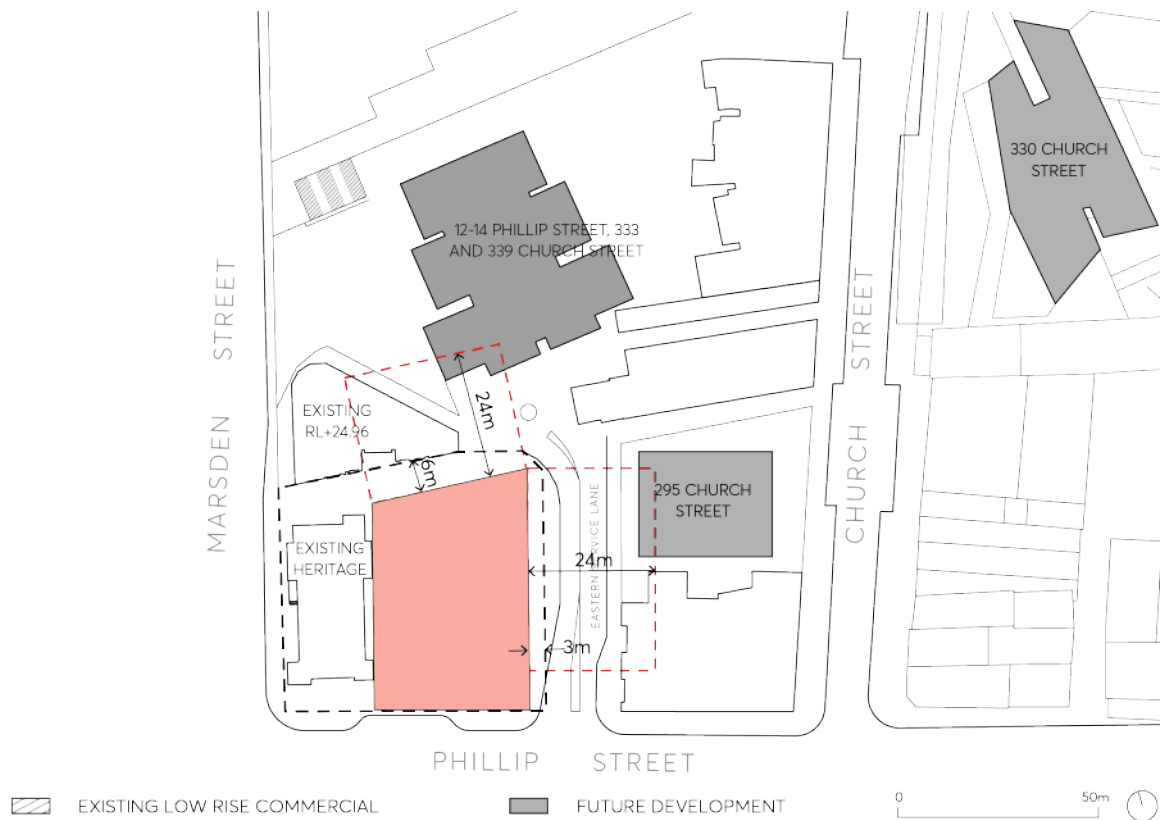 330 CHURCH
STREET
12-14 PHILLIP STREET, 333
AND 339 CHURCH STREET
MARSDEN STREET
CHURCH STREET
EXISTING
RL+24.96
24m
6m
295 CHURCH
STREET
EASTERN SERVICE LANE
EXISTING
HERITAGE
24m
3m
PHILLIP STREET
EXISTING LOW RISE COMMERCIAL
FUTURE DEVELOPMENT
0 50m